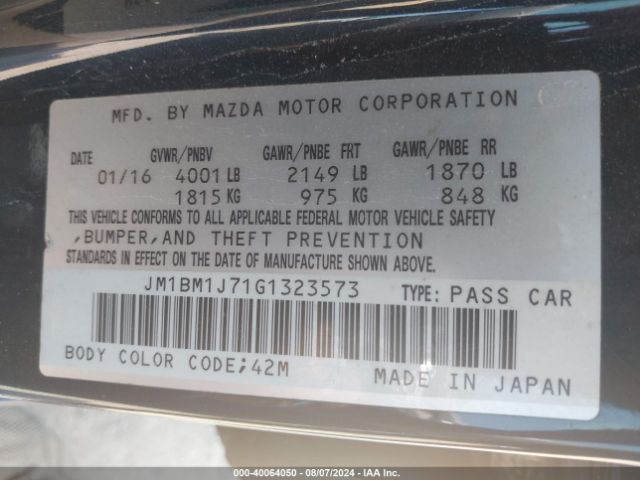 MFD. BY MAZDA MOTOR CORPORATION
DATE GVWR/PNBV GAWR/PNBE FRT GAWR/PNBE RR
01/16 4001 LB 2149 LB 1870 LB
1815 KG 975 KG 848 KG
THIS VEHICLE CONFORMS TO ALL APPLICABLE FEDERAL MOTOR VEHICLE SAFETY
,BUMPER,AND THEFT PREVENTION
STANDARDS IN EFFECT ON THE DATE OF MANUFACTURE SHOWN ABOVE.
JM1BM1J71G1323573 TYPE: PASS CAR
BODY COLOR CODE;42M
MADE IN JAPAN
000-40064050 - 08/07/2024 - IAA Inc.